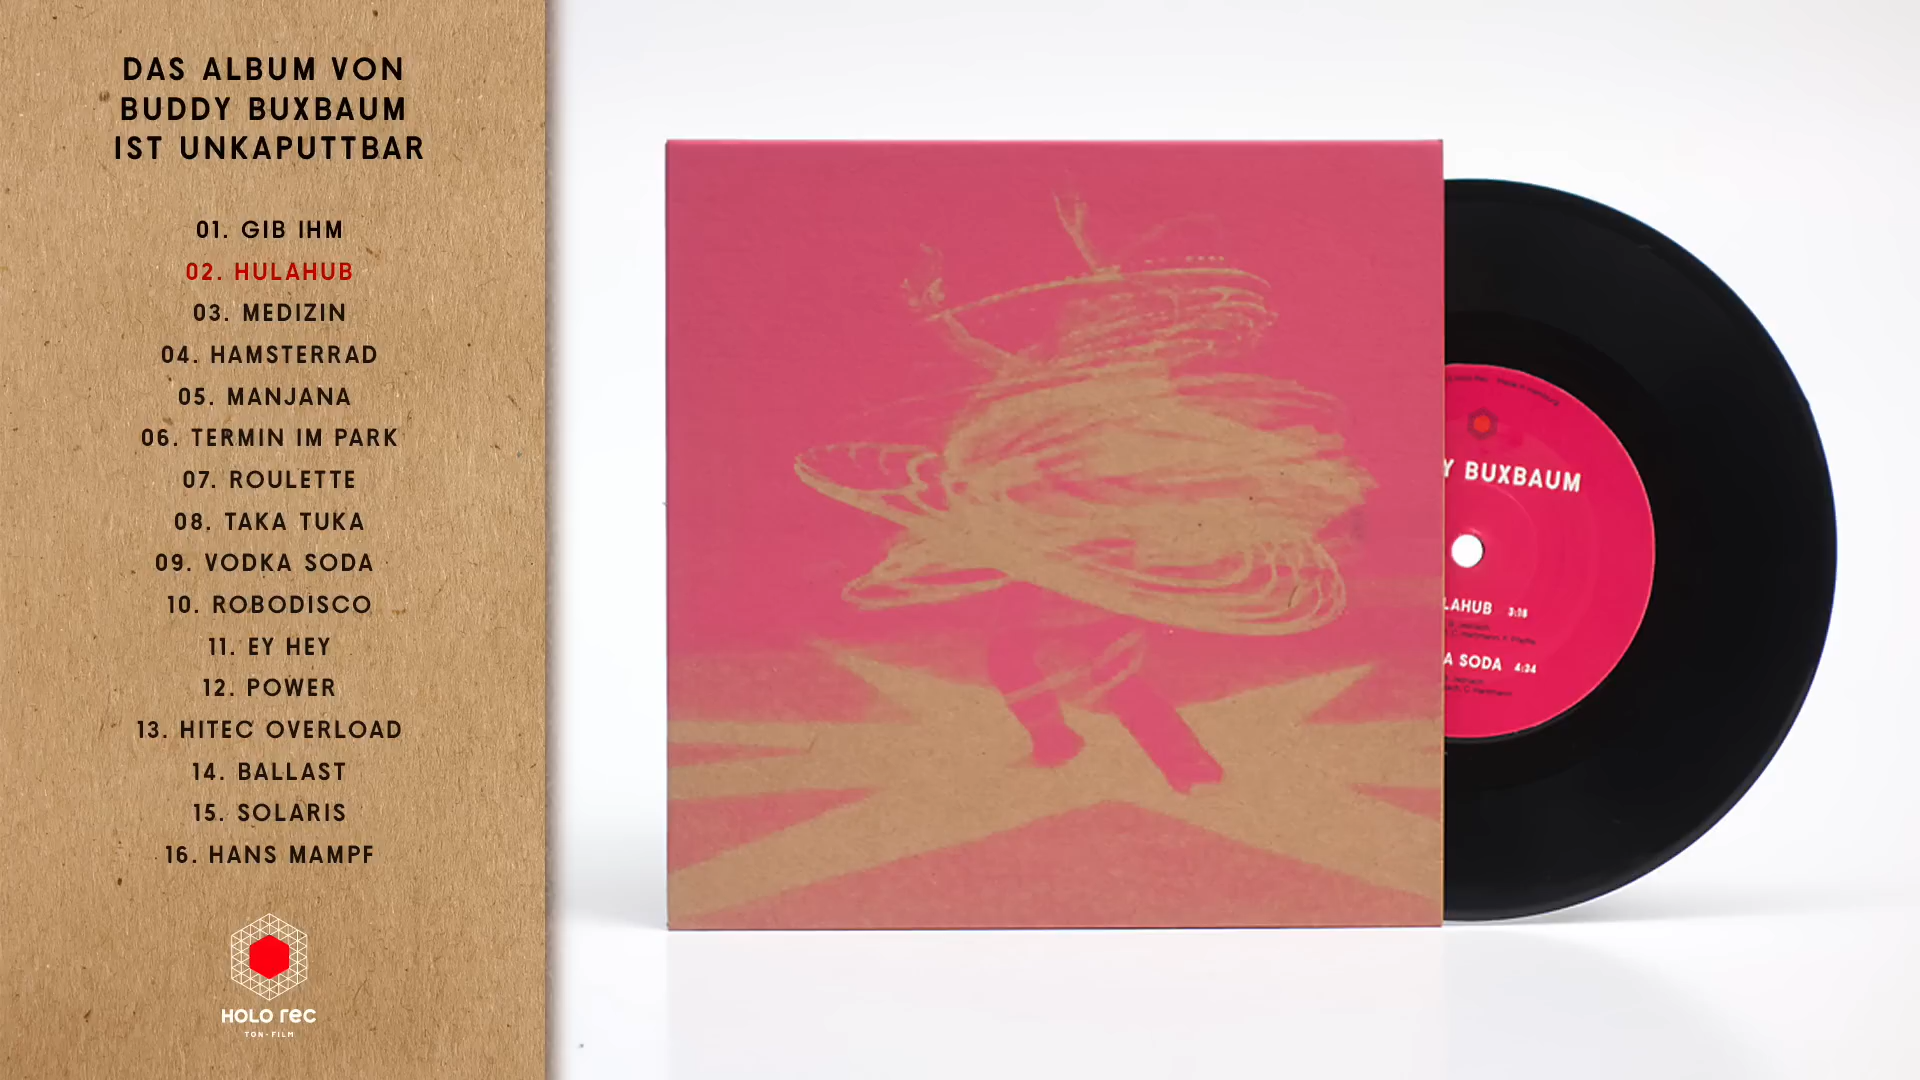 DAS ALBUM VON
BUDDY BUXBAUM
IST UNKAPUTTBAR
01. GIB IHM
02. HULAHUB
03. MEDIZIN
04. HAMSTERRAD
05. MANJANA
06. TERMIN IM PARK
07. ROULETTE
08. TAKA TUKA
09. VODKA SODA
10. ROBODISCO
11. EY HEY
12. POWER
13. HITEC OVERLOAD
14. BALLAST
15. SOLARIS
16. HANS MAMPF
HOLO rec
TON-FILM
Y BUXBAUM
LAHUB 3:18
A SODA 4:34